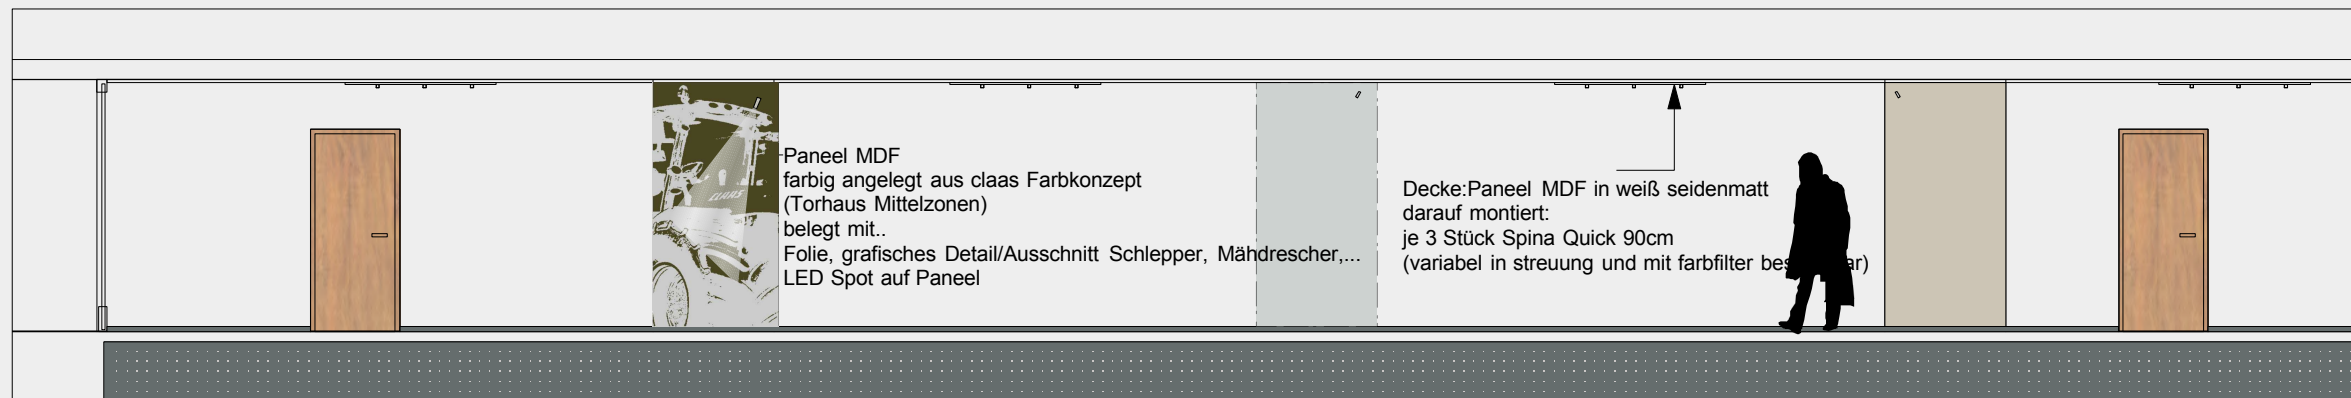 CLAAS
Paneel MDF
farbig angelegt aus claas Farbkonzept
(Torhaus Mittelzonen)
belegt mit..
Folie, grafisches Detail/Ausschnitt Schlepper, Mähdrescher,...
LED Spot auf Paneel
Decke:Paneel MDF in weiß seidenmatt
darauf montiert:
je 3 Stück Spina Quick 90cm
(variabel in streuung und mit farbfilter